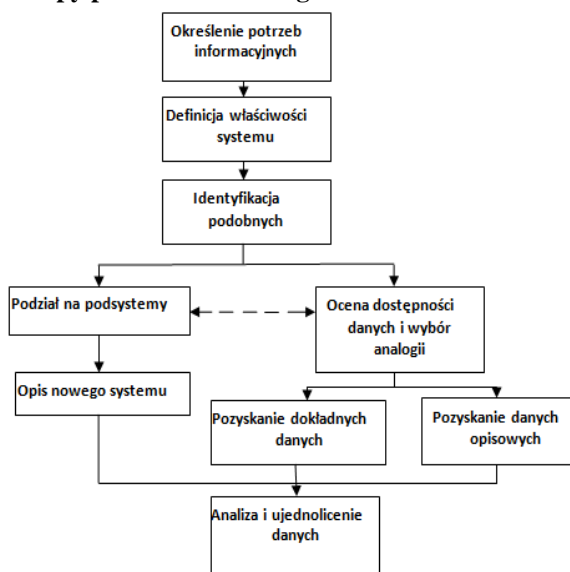 Określenie potrzeb
informacyjnych
Definicja właściwości
systemu
Identyfikacja
podobnych
Podział na podsystemy
Ocena dostępności
danych i wybór
analogii
Opis nowego systemu
Pozyskanie dokładnych
danych
Pozyskanie danych
opisowych
Analiza i ujednolicenie
danych